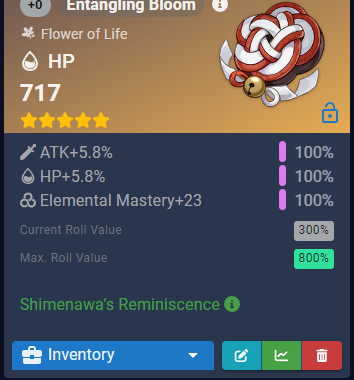 +0 Entangling Bloom
Flower of Life
HP
717
ATK+5.8% 100%
HP+5.8% 100%
Elemental Mastery+23 100%
Current Roll Value 300%
Max. Roll Value 800%
Shimenawa's Reminiscence
Inventory